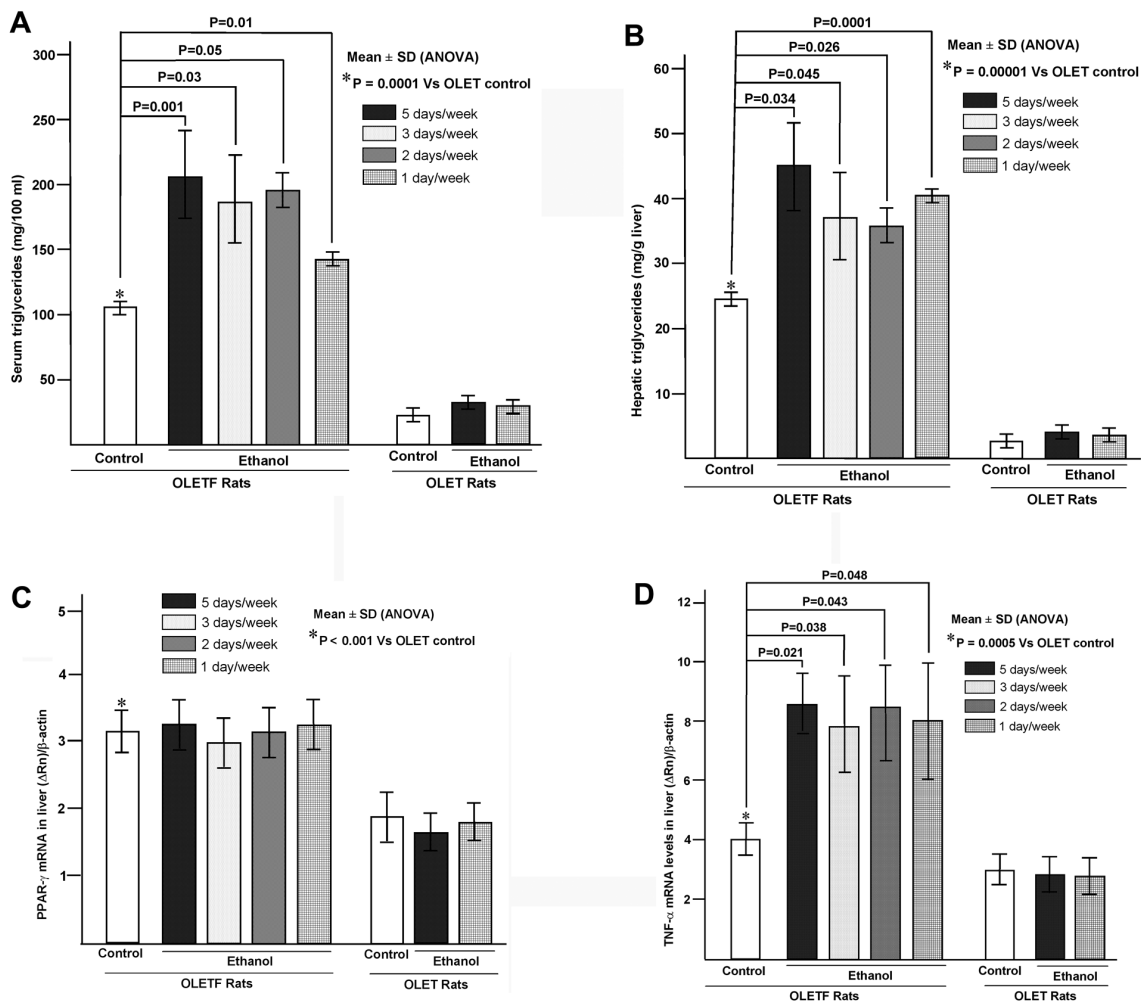 A
P=0.01
P=0.05
P=0.03
P=0.001
Mean ± SD (ANOVA)
*P = 0.0001 Vs OLET control
5 days/week
3 days/week
2 days/week
1 day/week
Serum triglycerides (mg/100 ml)
300
250
200
150
100
50
*
Control
Ethanol
OLETF Rats
Control
Ethanol
OLET Rats
B
P=0.0001
P=0.026
P=0.045
P=0.034
Mean ± SD (ANOVA)
*P = 0.00001 Vs OLET control
5 days/week
3 days/week
2 days/week
1 day/week
Hepatic triglycerides (mg/g liver)
60
50
40
30
20
10
*
Control
Ethanol
OLETF Rats
Control
Ethanol
OLET Rats
C
5 days/week
3 days/week
2 days/week
1 day/week
Mean ± SD (ANOVA)
*P < 0.001 Vs OLET control
PPAR-γ mRNA in liver (ΔRn)/β-actin
5
4
3
2
1
*
Control
Ethanol
OLETF Rats
Control
Ethanol
OLET Rats
D
P=0.048
P=0.043
P=0.038
P=0.021
Mean ± SD (ANOVA)
*P = 0.0005 Vs OLET control
5 days/week
3 days/week
2 days/week
1 day/week
TNF-α mRNA levels in liver (ΔRn)/β-actin
12
10
8
6
4
2
*
Control
Ethanol
OLETF Rats
Control
Ethanol
OLET Rats